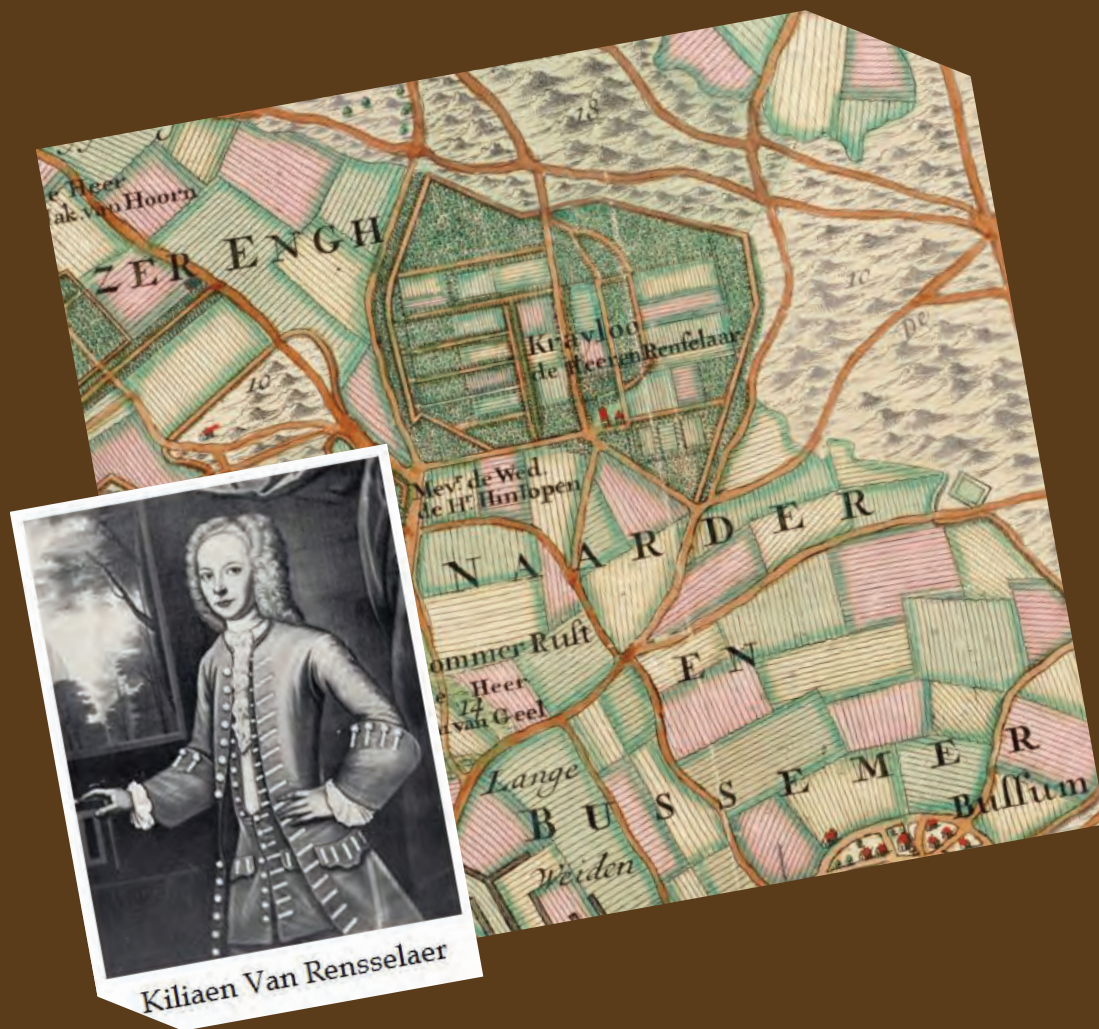 18
e Heer
ak van Hoorn
ZER ENGH
10
Kravloo
de Heeren Renselaar
14
10
Mevr. de Wed.
de Hr. Hinlopen
NAARDER
ommer Rust
e Heer
14
van Geel
EN
Lange
BUSSEMER
Bussum
Weiden
Kiliaen Van Rensselaer